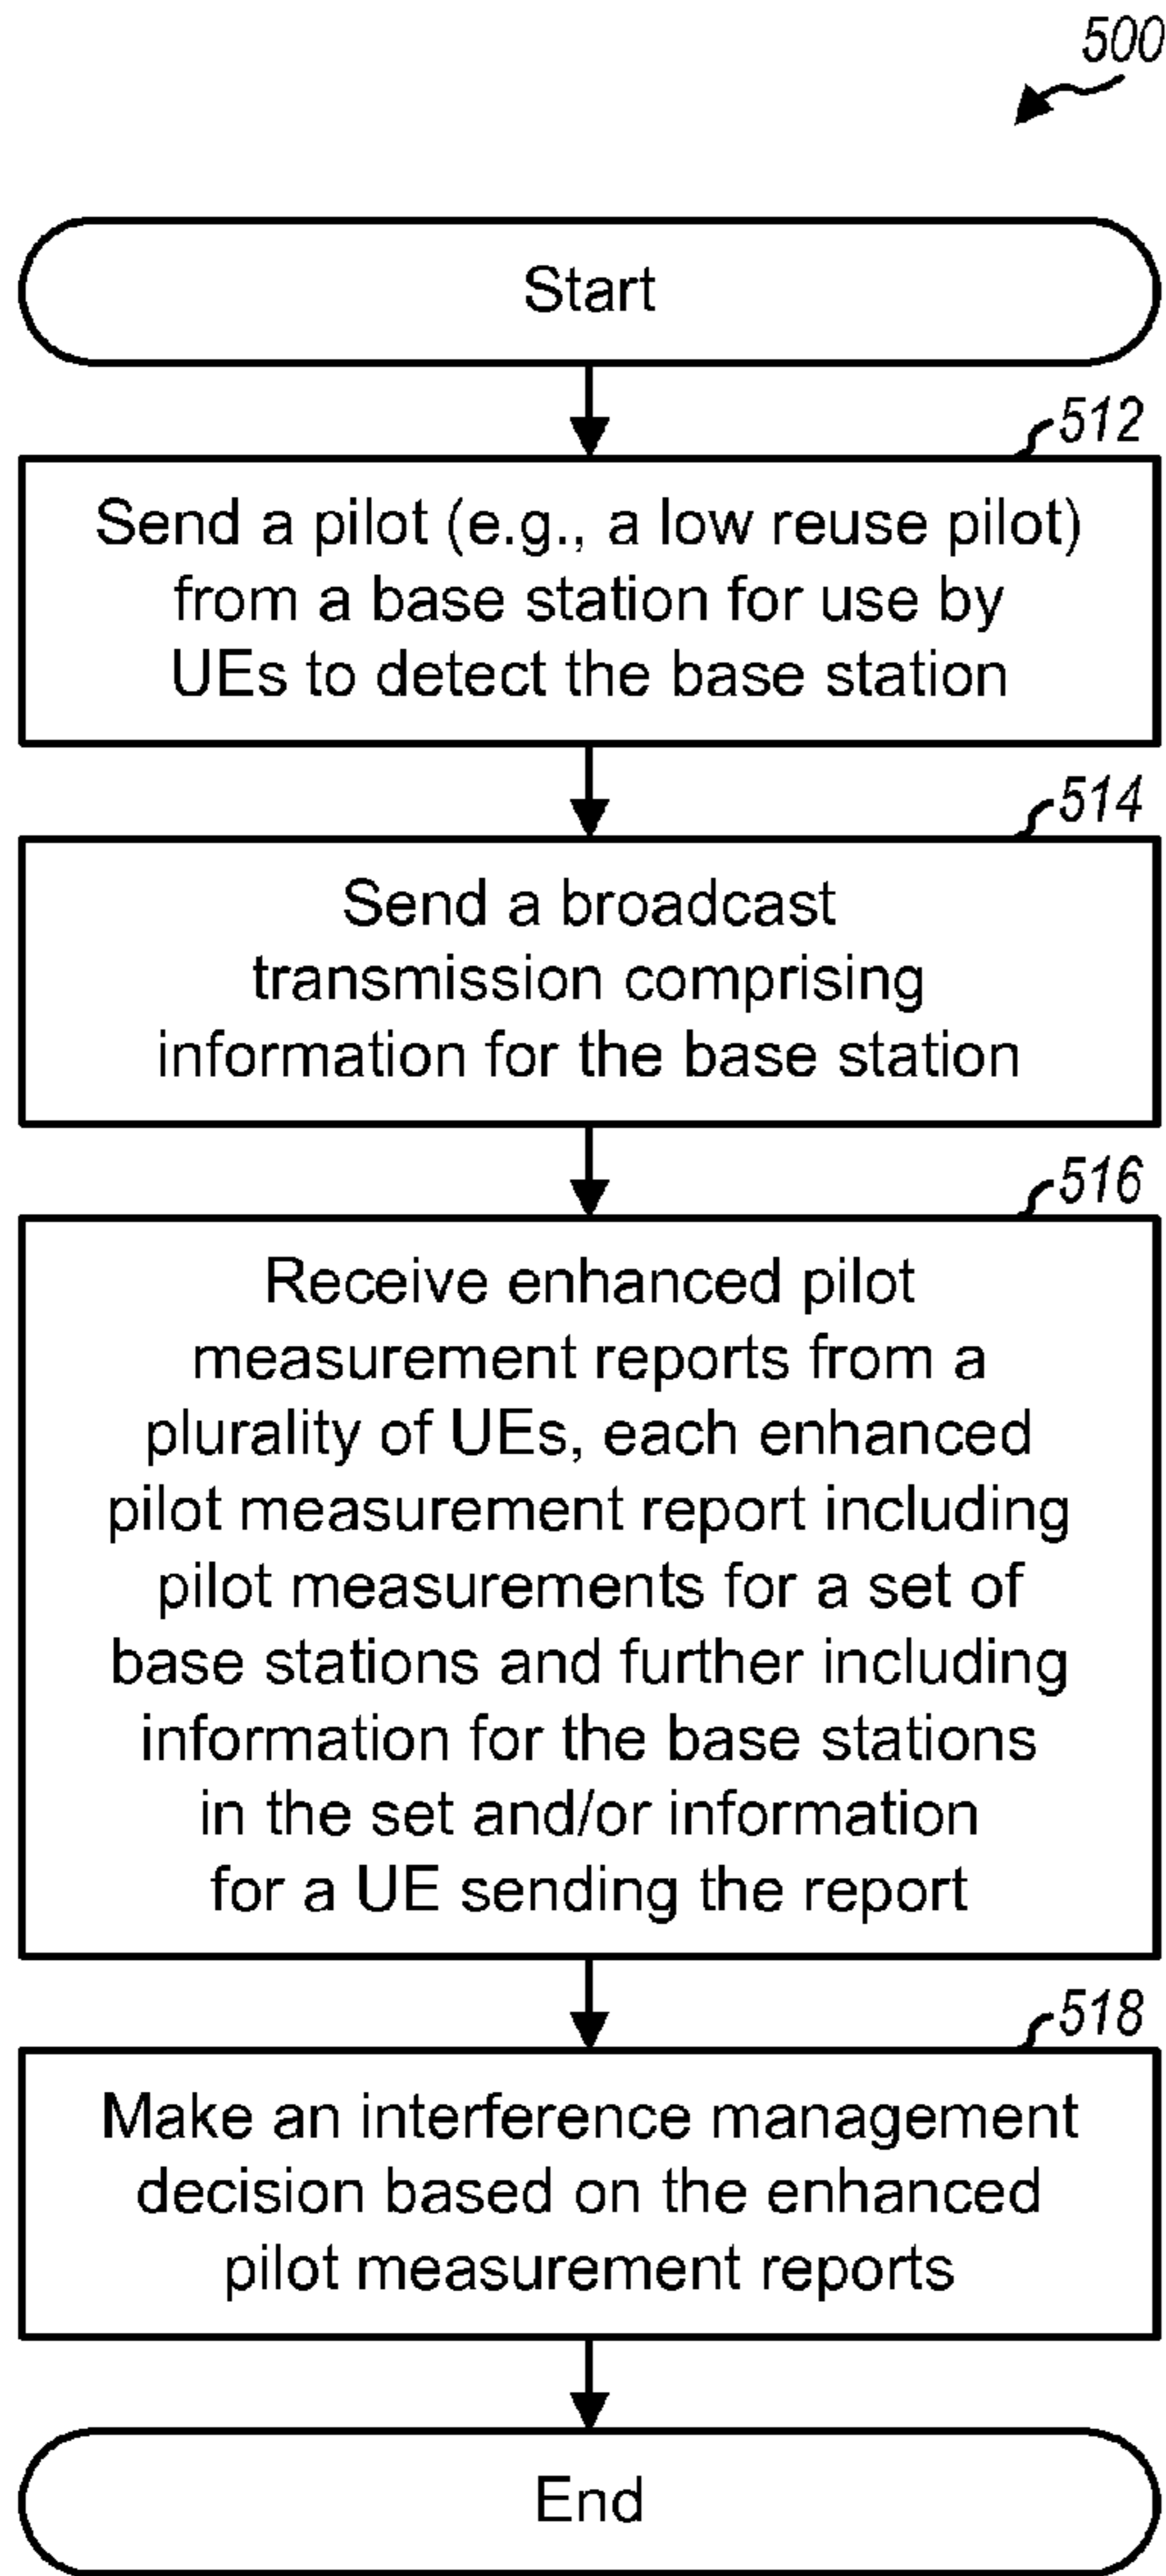 500
Start
512
Send a pilot (e.g., a low reuse pilot)
from a base station for use by
UEs to detect the base station
514
Send a broadcast
transmission comprising
information for the base station
516
Receive enhanced pilot
measurement reports from a
plurality of UEs, each enhanced
pilot measurement report including
pilot measurements for a set of
base stations and further including
information for the base stations
in the set and/or information
for a UE sending the report
518
Make an interference management
decision based on the enhanced
pilot measurement reports
End